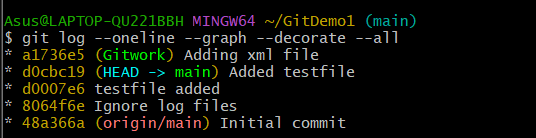 Asus@LAPTOP-QU221BBH MINGW64 ~/GitDemo1 (main)
$ git log --oneline --graph --decorate --all
* a1736e5 (Gitwork) Adding xml file
* d0cbc19 (HEAD -> main) Added testfile
* d0007e6 testfile added
* 8064f6e Ignore log files
* 48a366a (origin/main) Initial commit